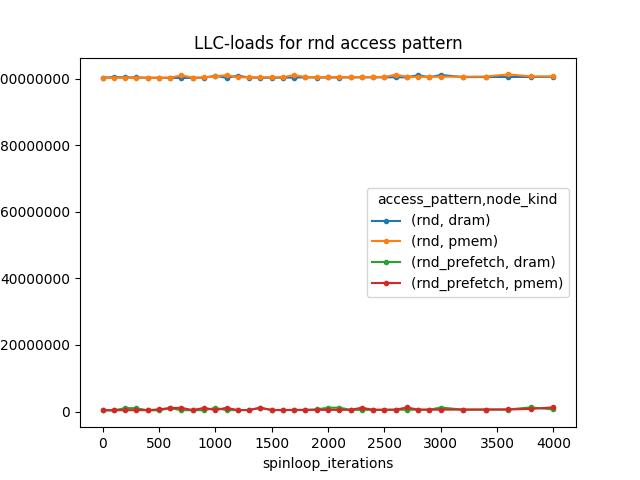 LLC-loads for rnd access pattern
00000000
80000000
60000000
40000000
20000000
0
access_pattern,node_kind
(rnd, dram)
(rnd, pmem)
(rnd_prefetch, dram)
(rnd_prefetch, pmem)
0 500 1000 1500 2000 2500 3000 3500 4000
spinloop_iterations